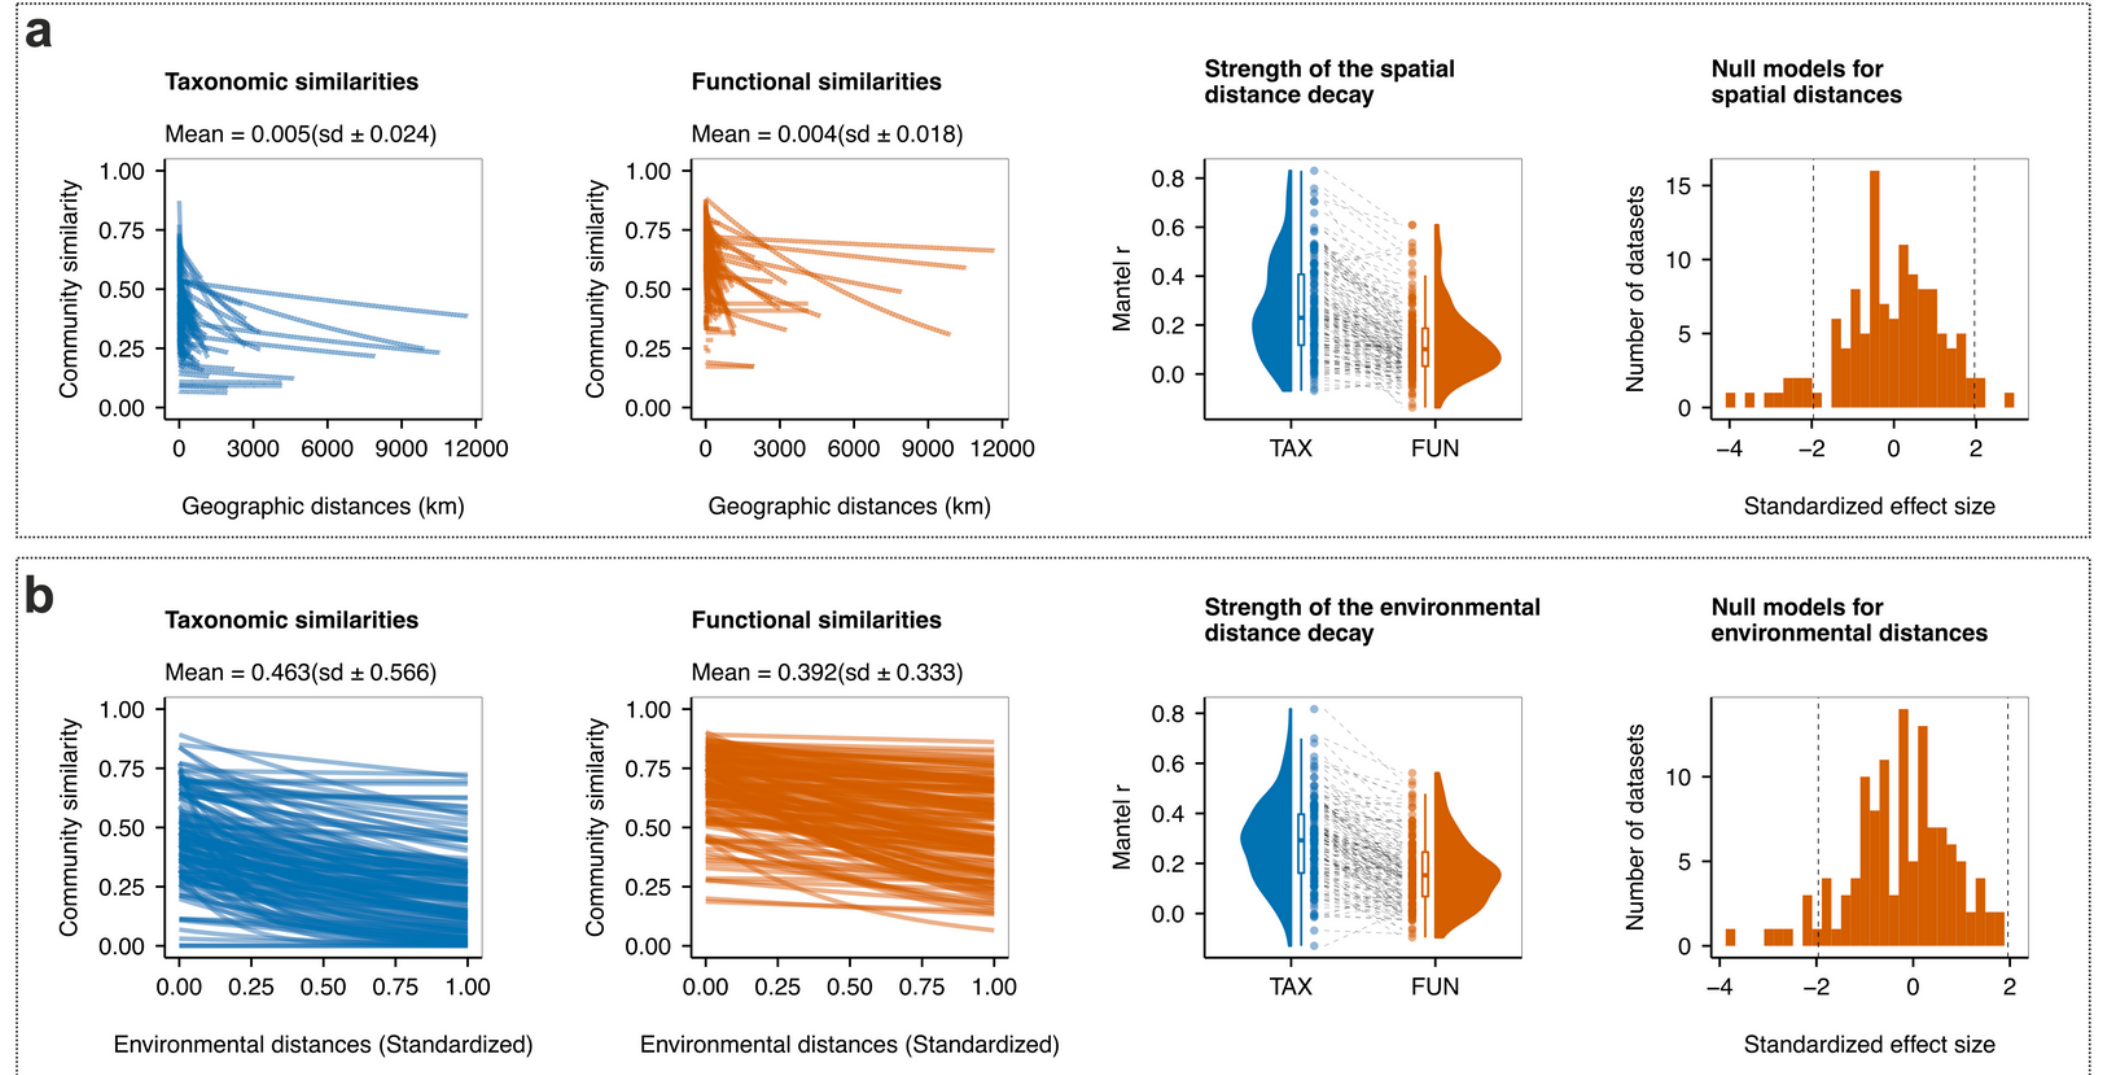 a
Taxonomic similarities
Mean = 0.005(sd ± 0.024)
Community similarity
1.00
0.75
0.50
0.25
0.00
0 3000 6000 9000 12000
Geographic distances (km)
Functional similarities
Mean = 0.004(sd ± 0.018)
Community similarity
1.00
0.75
0.50
0.25
0.00
0 3000 6000 9000 12000
Geographic distances (km)
Strength of the spatial
distance decay
Mantel r
0.8
0.6
0.4
0.2
0.0
TAX FUN
Null models for
spatial distances
Number of datasets
15
10
5
0
−4 −2 0 2
Standardized effect size
b
Taxonomic similarities
Mean = 0.463(sd ± 0.566)
Community similarity
1.00
0.75
0.50
0.25
0.00
0.00 0.25 0.50 0.75 1.00
Environmental distances (Standardized)
Functional similarities
Mean = 0.392(sd ± 0.333)
Community similarity
1.00
0.75
0.50
0.25
0.00
0.00 0.25 0.50 0.75 1.00
Environmental distances (Standardized)
Strength of the environmental
distance decay
Mantel r
0.8
0.6
0.4
0.2
0.0
TAX FUN
Null models for
environmental distances
Number of datasets
10
5
0
−4 −2 0 2
Standardized effect size